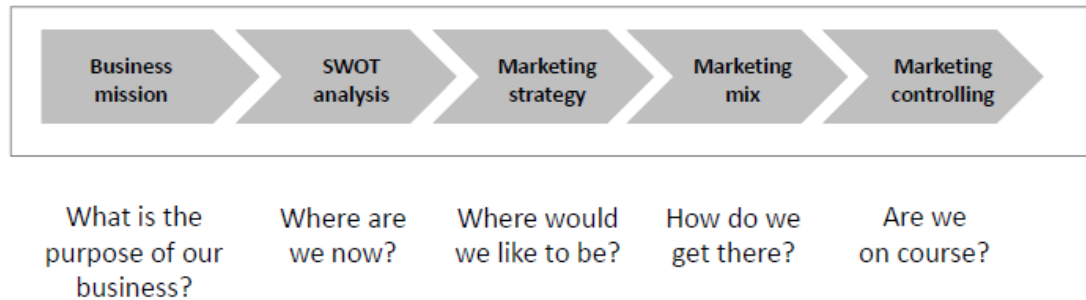 Business
mission
SWOT
analysis
Marketing
strategy
Marketing
mix
Marketing
controlling
What is the
purpose of our
business?
Where are
we now?
Where would
we like to be?
How do we
get there?
Are we
on course?